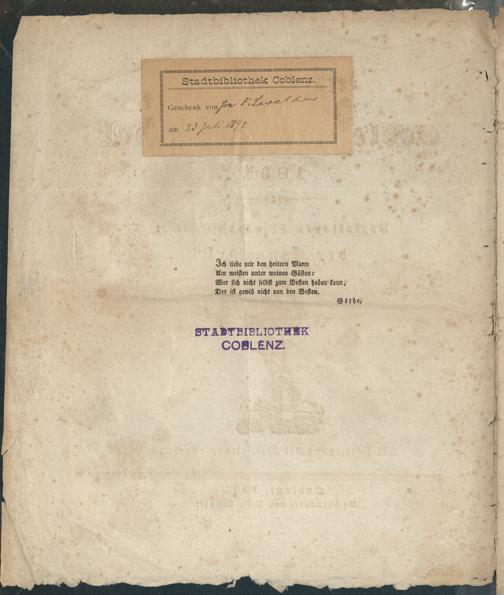 Stadtbibliothek Coblenz.
Geschenk von
am 23 Juli 1898
Ich liebe mir den heitern Mann
Am meisten unter meinen Gästen:
Wer sich nicht selbst zum Besten haben kann,
Der ist gewiß nicht von den Besten.
Göthe.
STADTBIBLIOTHEK
COBLENZ.